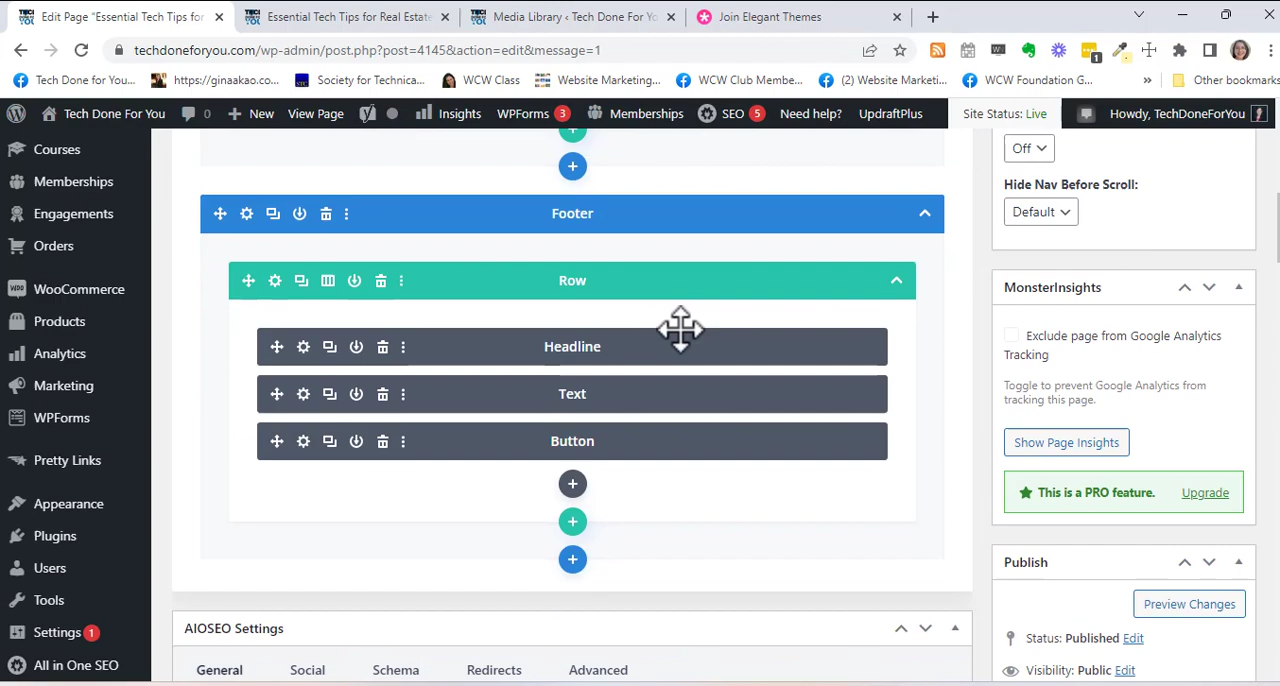 Edit Page "Essential Tech Tips for
Essential Tech Tips for Real Estate
Media Library ‹ Tech Done For Yo
Join Elegant Themes
techdoneforyou.com/wp-admin/post.php?post=4145&action=edit&message=1
Tech Done for You...
https://ginaakao.co...
Society for Technica...
WCW Class
Website Marketing...
WCW Club Membe...
(2) Website Marketi...
WCW Foundation G...
»
Other bookmarks
Tech Done For You
0
New
View Page
Insights
WPForms 3
Memberships
SEO 5
Need help?
UpdraftPlus
Site Status: Live
Howdy, TechDoneForYou
Courses
Memberships
Engagements
Orders
WooCommerce
Products
Analytics
Marketing
WPForms
Pretty Links
Appearance
Plugins
Users
Tools
Settings 1
All in One SEO
Footer
Row
Headline
Text
Button
AIOSEO Settings
General
Social
Schema
Redirects
Advanced
Off
Hide Nav Before Scroll:
Default
MonsterInsights
Exclude page from Google Analytics
Tracking
Toggle to prevent Google Analytics from
tracking this page.
Show Page Insights
This is a PRO feature.
Upgrade
Publish
Preview Changes
Status: Published Edit
Visibility: Public Edit